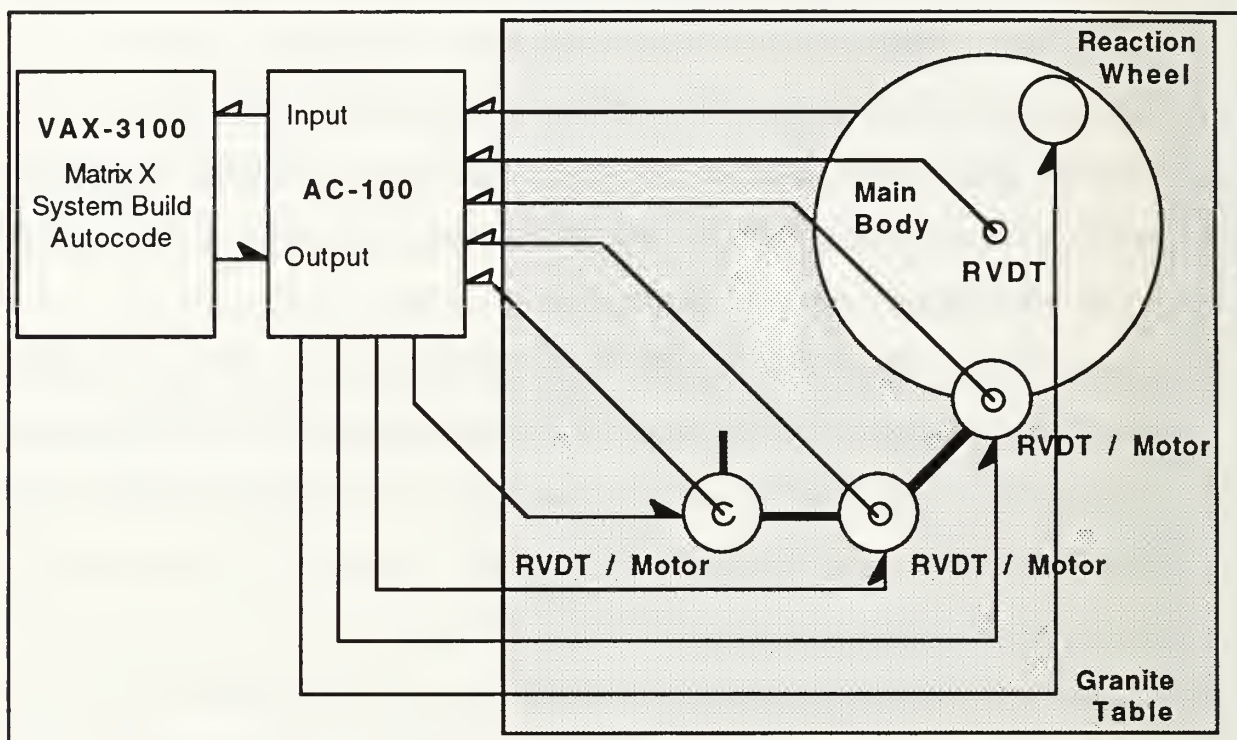 Reaction
Wheel
VAX-3100
Matrix X
System Build
Autocode
Input
AC-100
Output
Main
Body
RVDT
RVDT / Motor
RVDT / Motor
RVDT / Motor
Granite
Table